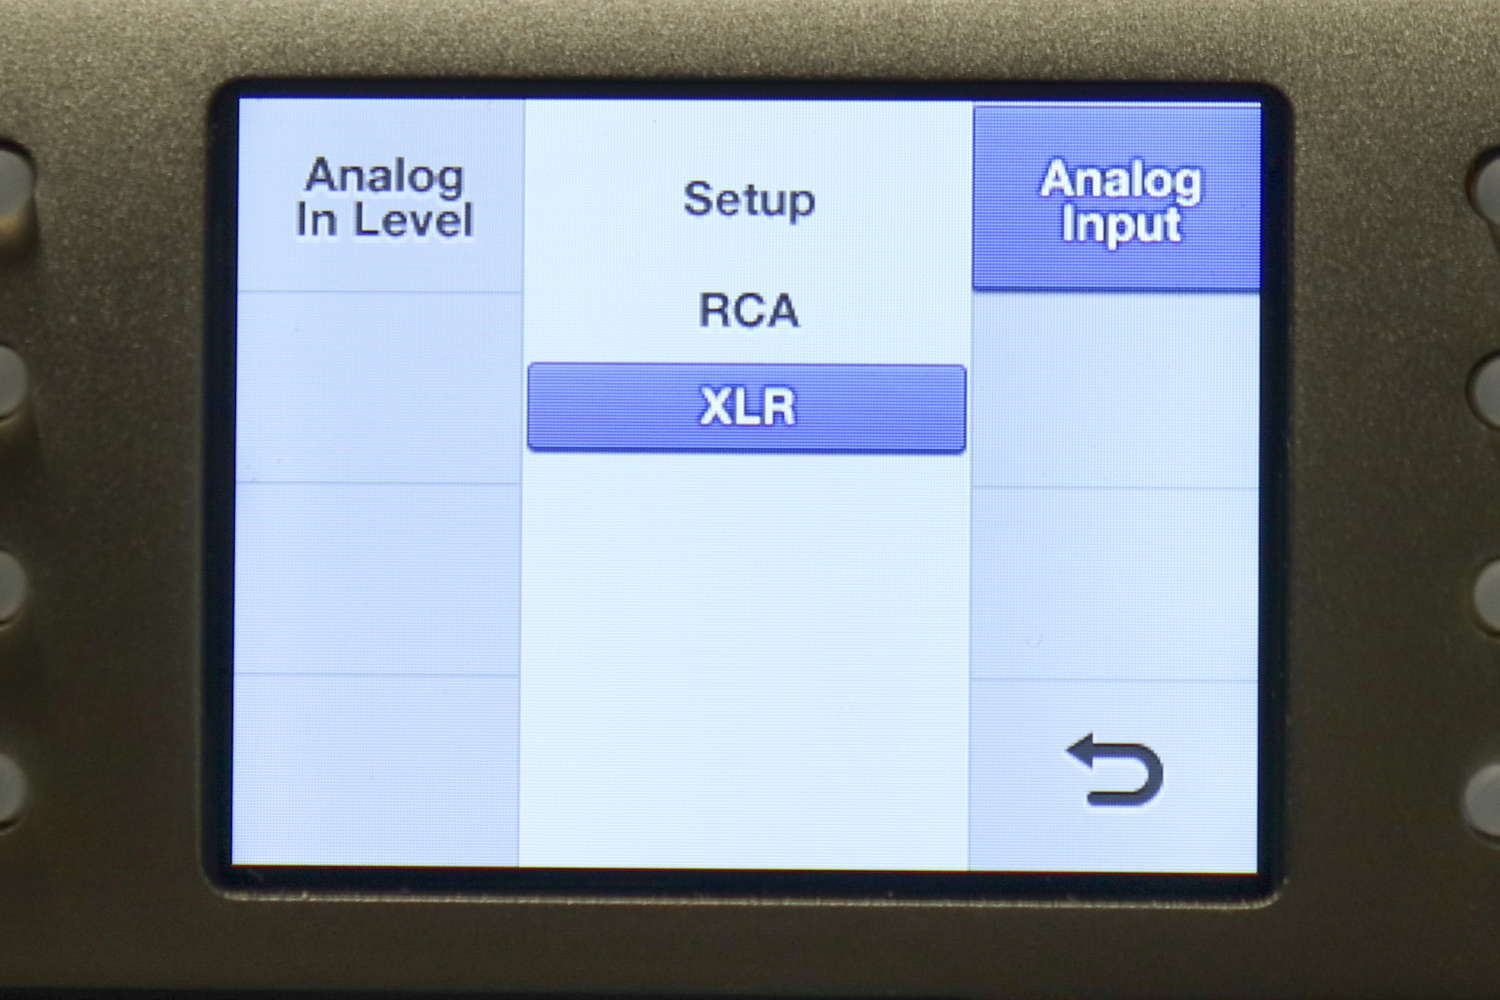 Analog
In Level
Setup
RCA
XLR
Analog
Input